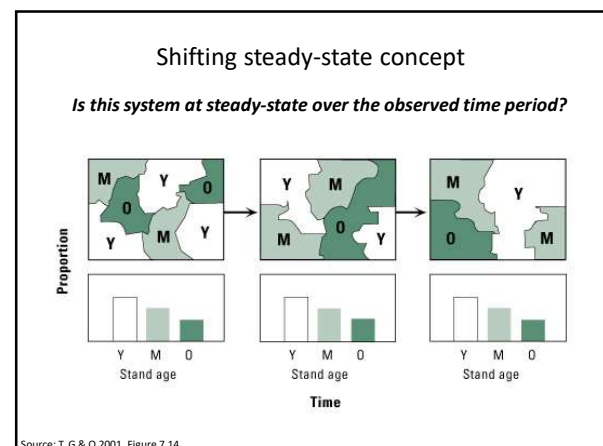 Shifting steady-state concept
Is this system at steady-state over the observed time period?
M Y O
O
Y M Y
Y M
M O Y
M Y
O M
Proportion
Y M O
Stand age
Y M O
Stand age
Y M O
Stand age
Time
Source: T, G & O 2001, Figure 7.14